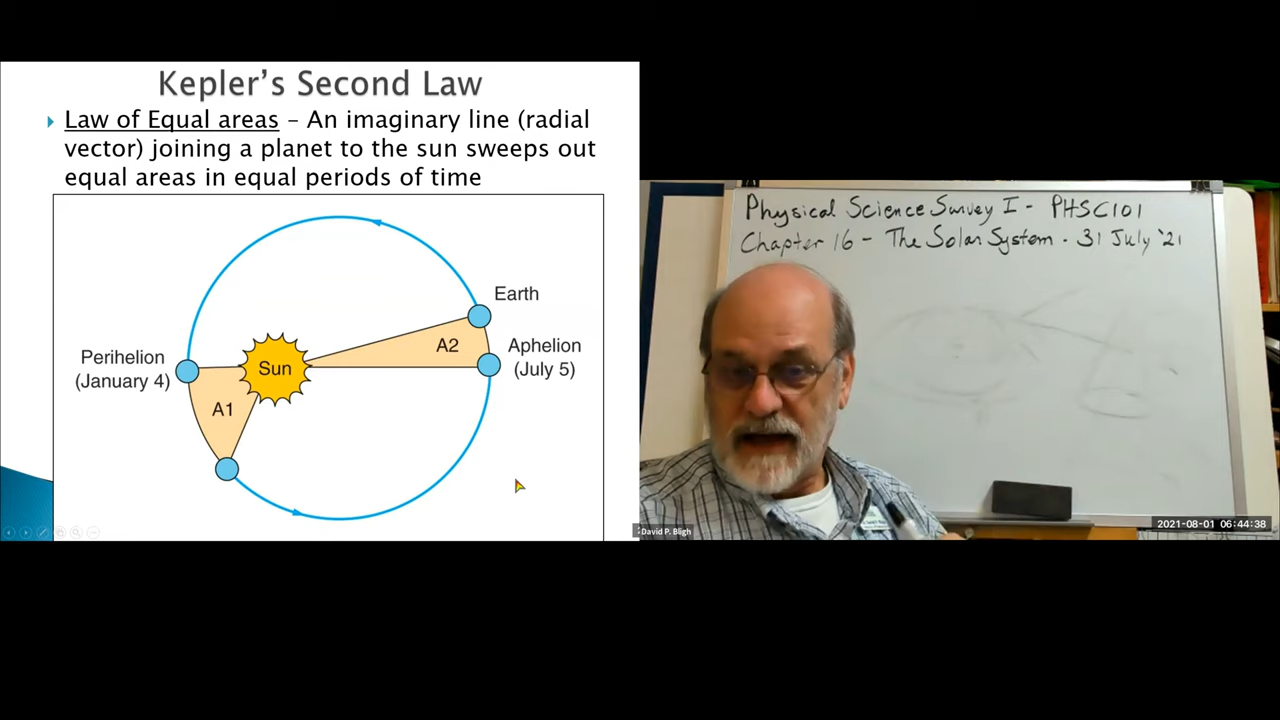 Kepler's Second Law
Law of Equal areas – An imaginary line (radial
vector) joining a planet to the sun sweeps out
equal areas in equal periods of time
Earth
A2
Aphelion
(July 5)
Perihelion
(January 4)
Sun
A1
Physical Science Survey I - PHSC101
Chapter 16 - The Solar System - 31 July '21
2021-08-01 06:44:38
David P. Bligh